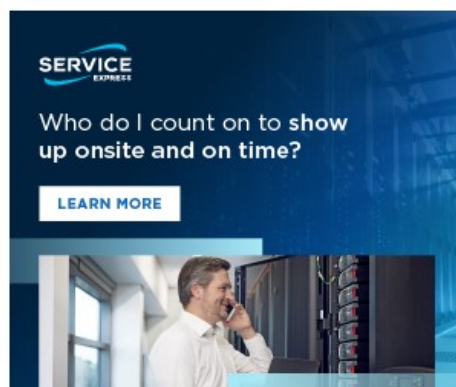 SERVICE
EXPRESS
Who do I count on to show
up onsite and on time?
LEARN MORE